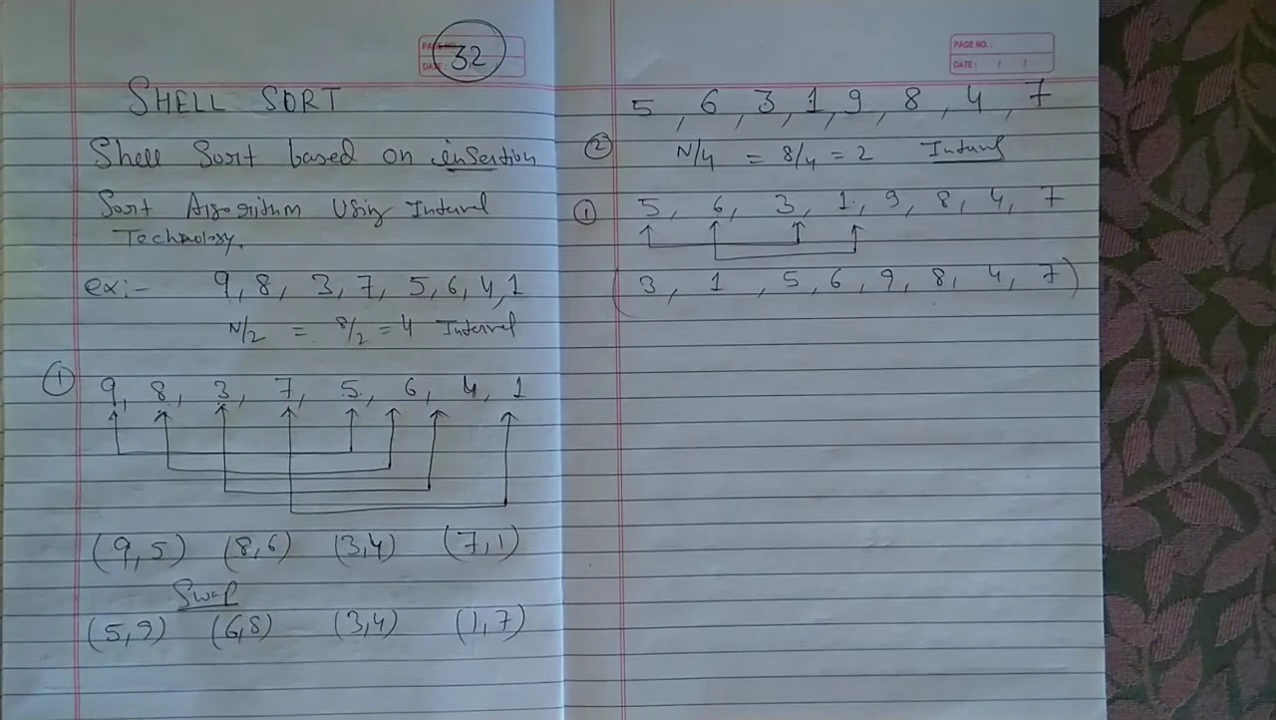 PAGE NO.
DATE:
32
SHELL SORT
Shell Sort based on insertion
Sort Algorithm Using Interval
Technology.
ex:- 9, 8, 3, 7, 5, 6, 4, 1
N/2 = 8/2 = 4 Interval
① 9, 8, 3, 7, 5, 6, 4, 1
(9,5) (8,6) (3,4) (7,1)
Swap
(5,9) (6,8) (3,4) (1,7)
PAGE NO.
DATE: / /
5, 6, 3, 1, 9, 8, 4, 7
② N/4 = 8/4 = 2 Interval
① 5, 6, 3, 1, 9, 8, 4, 7
(3, 1, 5, 6, 9, 8, 4, 7)